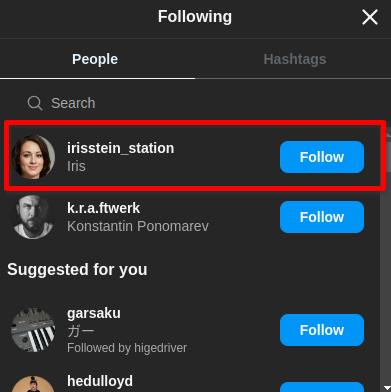 Following
People
Hashtags
Search
irisstein_station
Iris
Follow
k.r.a.ftwerk
Konstantin Ponomarev
Follow
Suggested for you
garsaku
ガー
Followed by higedriver
Follow
hedulloyd